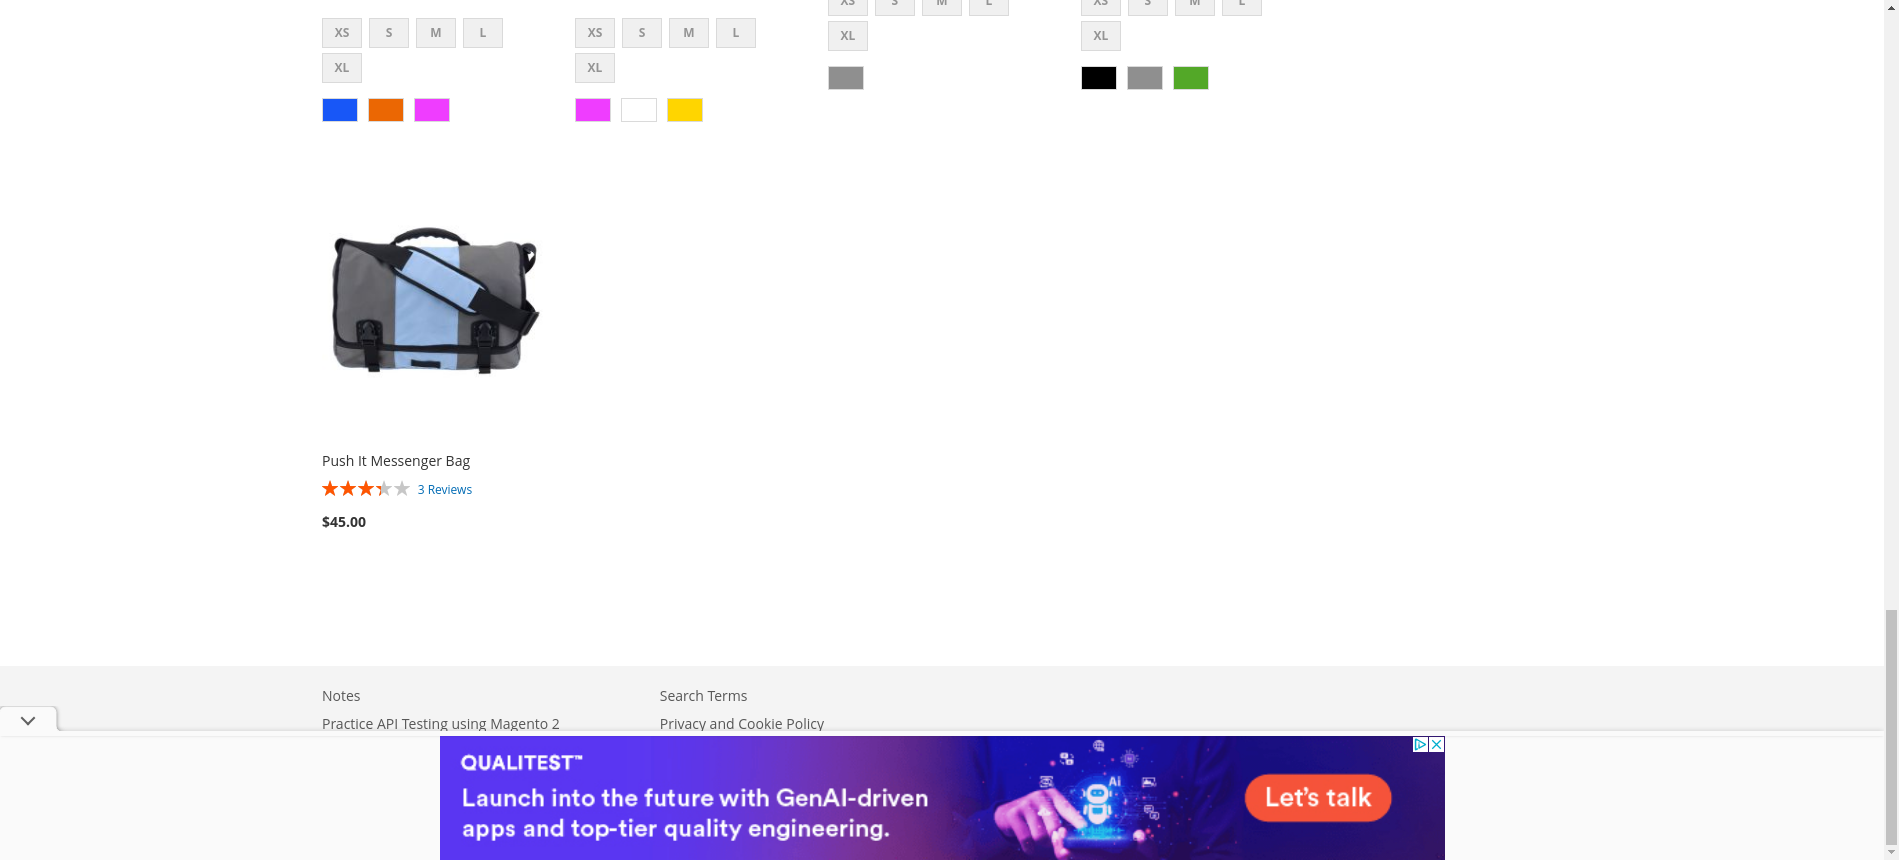 XS S M L
XS S M L
XS S M L
XS S M L
XL
XL
XL
XL
Push It Messenger Bag
3 Reviews
$45.00
Notes
Search Terms
Practice API Testing using Magento 2
Privacy and Cookie Policy
QUALITEST™
Launch into the future with GenAI-driven
apps and top-tier quality engineering.
Ai
Let's talk